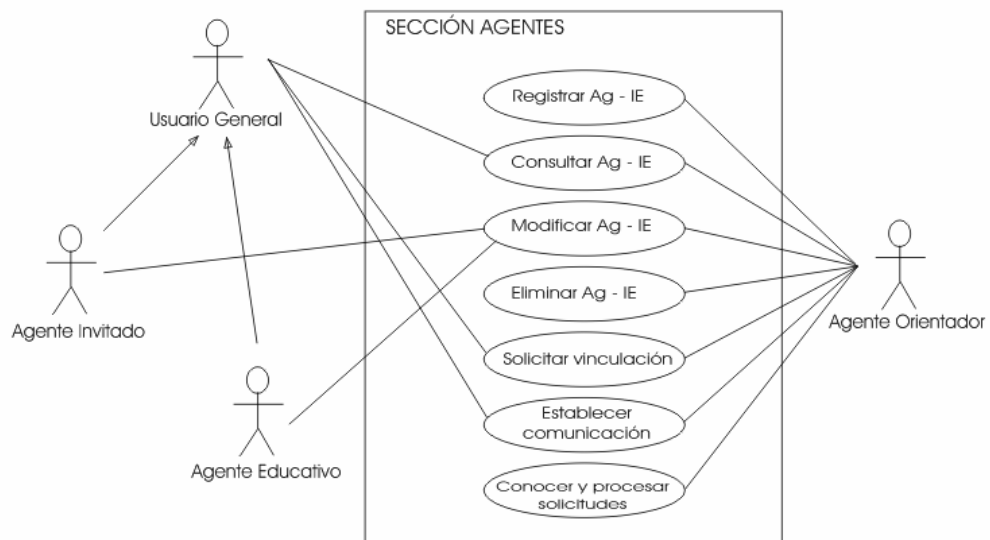 SECCIÓN AGENTES
Usuario General
Registrar Ag - IE
Consultar Ag - IE
Modificar Ag - IE
Eliminar Ag - IE
Solicitar vinculación
Establecer
comunicación
Conocer y procesar
solicitudes
Agente Invitado
Agente Educativo
Agente Orientador